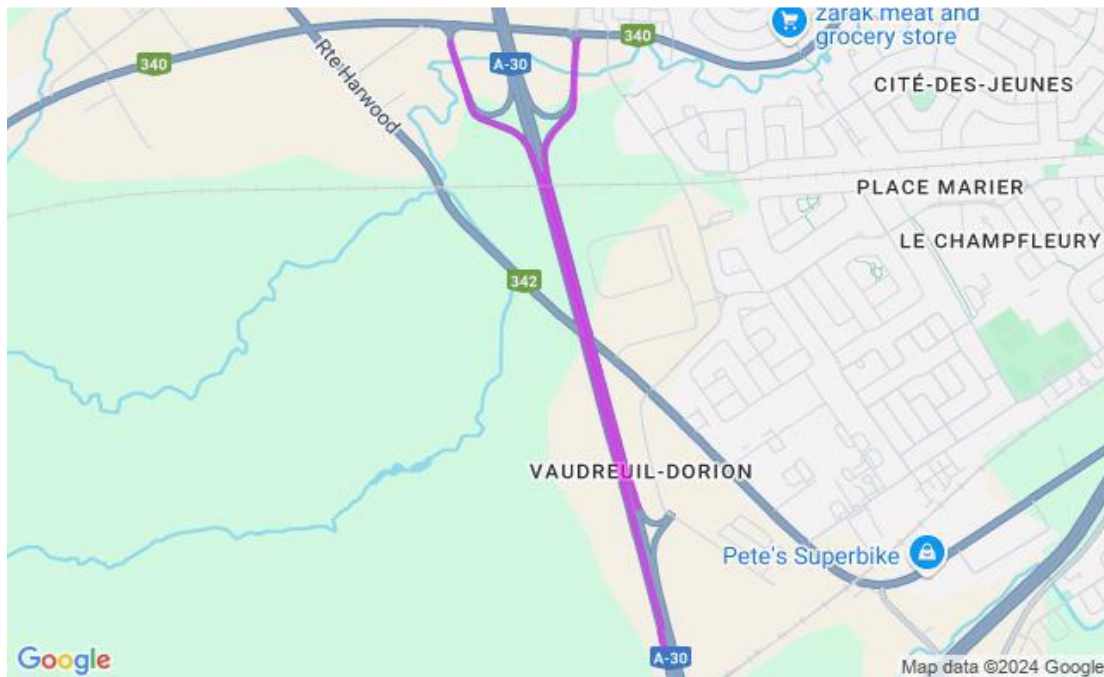 zarak meat and
grocery store
340
A-30
340
CITÉ-DES-JEUNES
Rte Harwood
PLACE MARIER
LE CHAMPFLEURY
342
VAUDREUIL-DORION
Pete's Superbike
A-30
Google
Map data ©2024 Google